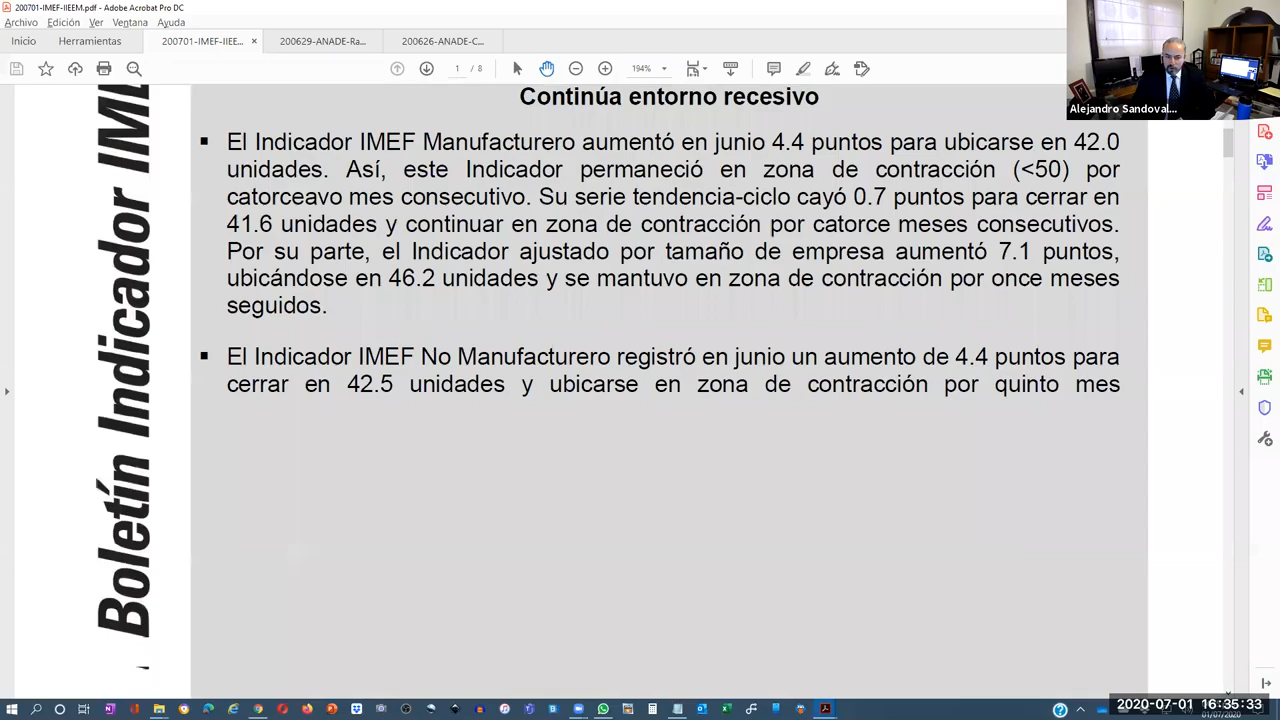 200701-IMEF-IIEEM.pdf - Adobe Acrobat Pro DC
Archivo Edición Ver Ventana Ayuda
Inicio Herramientas 200701-IMEF-IIEE... × 200629-ANADE-Ra... 200626-ANADE-C...
1 194%
Alejandro Sandoval...
Boletín Indicador
Continúa entorno recesivo
▪ El Indicador IMEF Manufacturero aumentó en junio 4.4 puntos para ubicarse en 42.0
unidades. Así, este Indicador permaneció en zona de contracción (<50) por
catorceavo mes consecutivo. Su serie tendencia-ciclo cayó 0.7 puntos para cerrar en
41.6 unidades y continuar en zona de contracción por catorce meses consecutivos.
Por su parte, el Indicador ajustado por tamaño de empresa aumentó 7.1 puntos,
ubicándose en 46.2 unidades y se mantuvo en zona de contracción por once meses
seguidos.
▪ El Indicador IMEF No Manufacturero registró en junio un aumento de 4.4 puntos para
cerrar en 42.5 unidades y ubicarse en zona de contracción por quinto mes
2020-07-01 16:35:33
01/07/2020